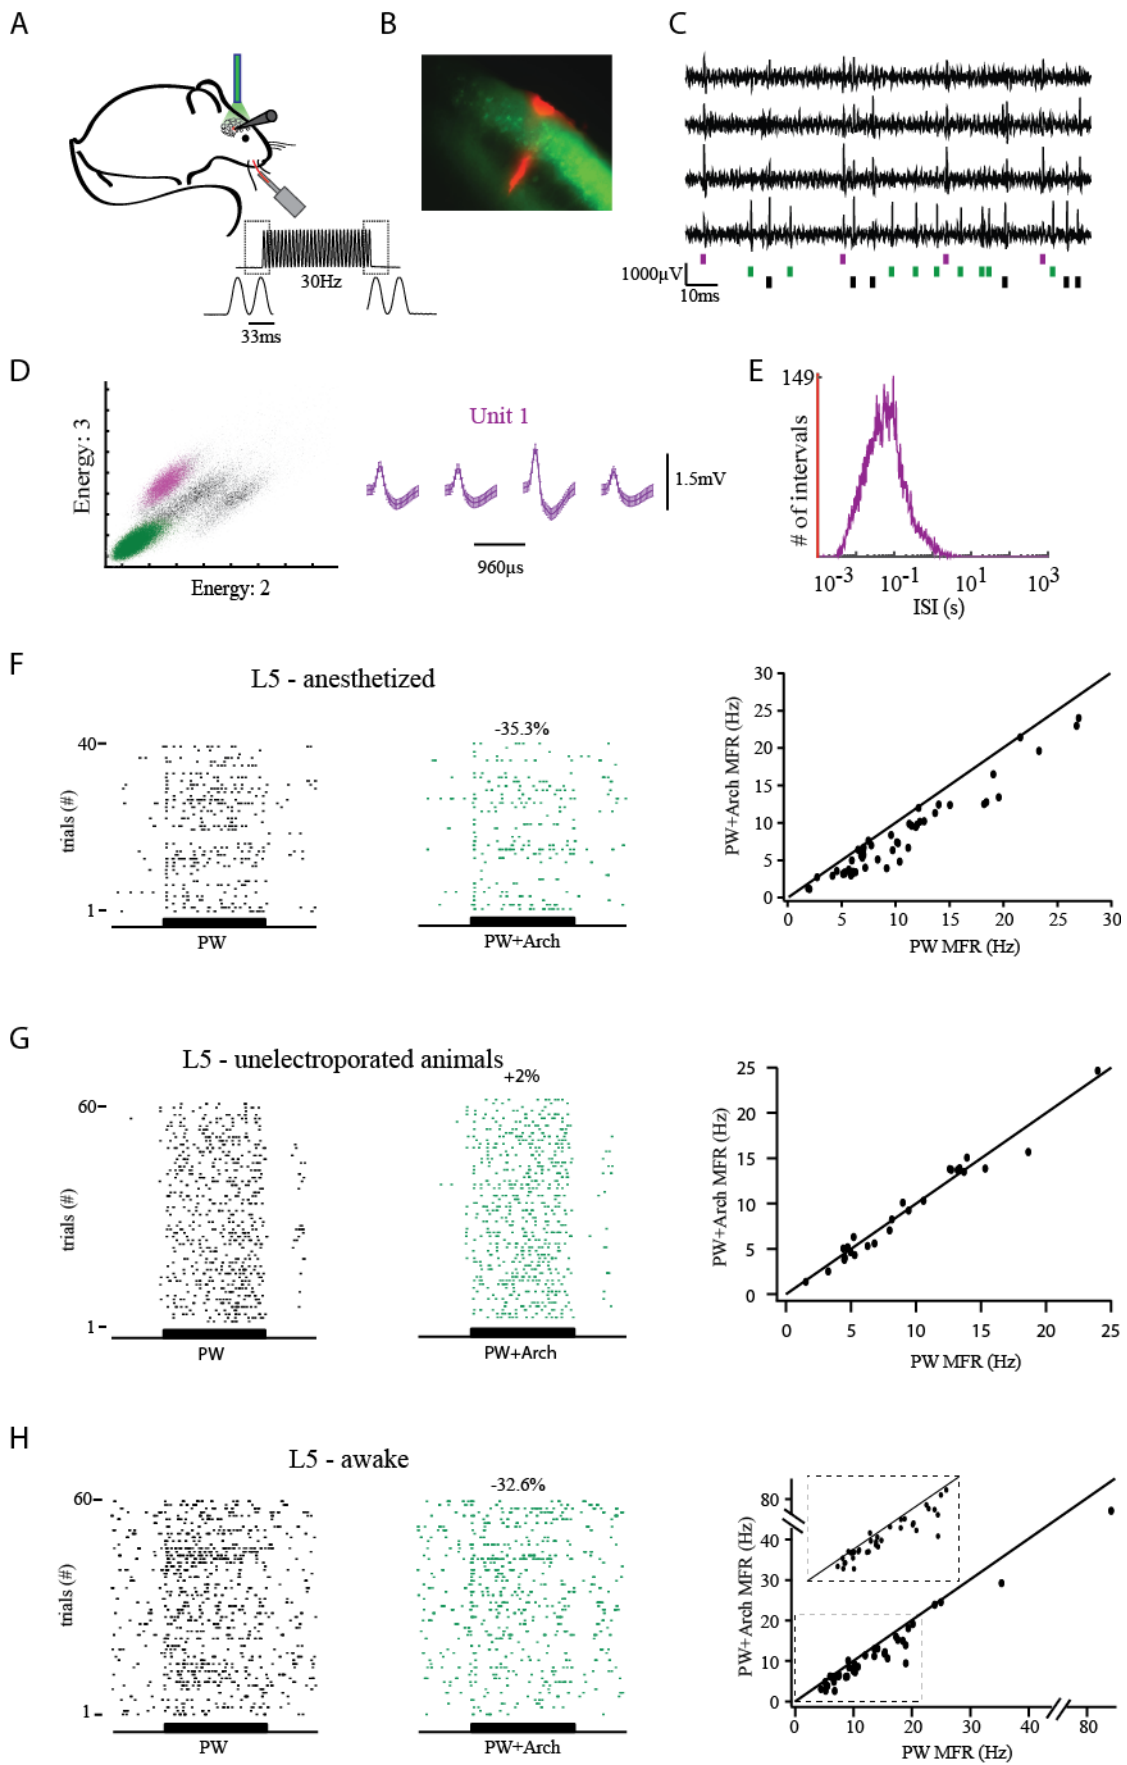 A
B
C
30Hz
33ms
1000µV
10ms
D
E
Energy: 3
Energy: 2
Unit 1
1.5mV
960µs
149
# of intervals
10-3 10-1 101 103
ISI (s)
F
L5 - anesthetized
-35.3%
40
trials (#)
1
PW
PW+Arch
30
25
20
15
10
5
0
PW+Arch MFR (Hz)
0 5 10 15 20 25 30
PW MFR (Hz)
G
L5 - unelectroporated animals
+2%
60
trials (#)
1
PW
PW+Arch
25
20
15
10
5
0
PW+Arch MFR (Hz)
0 5 10 15 20 25
PW MFR (Hz)
H
L5 - awake
-32.6%
60
trials (#)
1
PW
PW+Arch
80
40
30
20
10
0
PW+Arch MFR (Hz)
0 10 20 30 40 80
PW MFR (Hz)